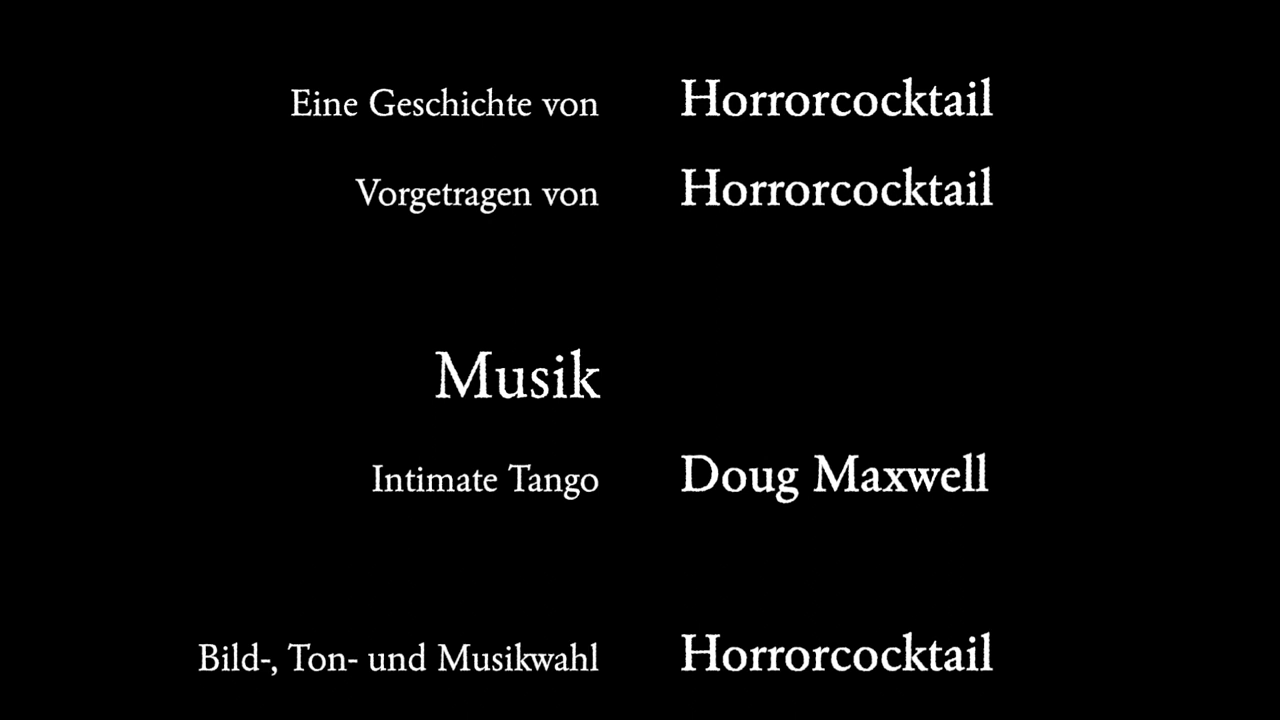 Eine Geschichte von Horrorcocktail
Vorgetragen von Horrorcocktail
Musik
Intimate Tango Doug Maxwell
Bild-, Ton- und Musikwahl Horrorcocktail